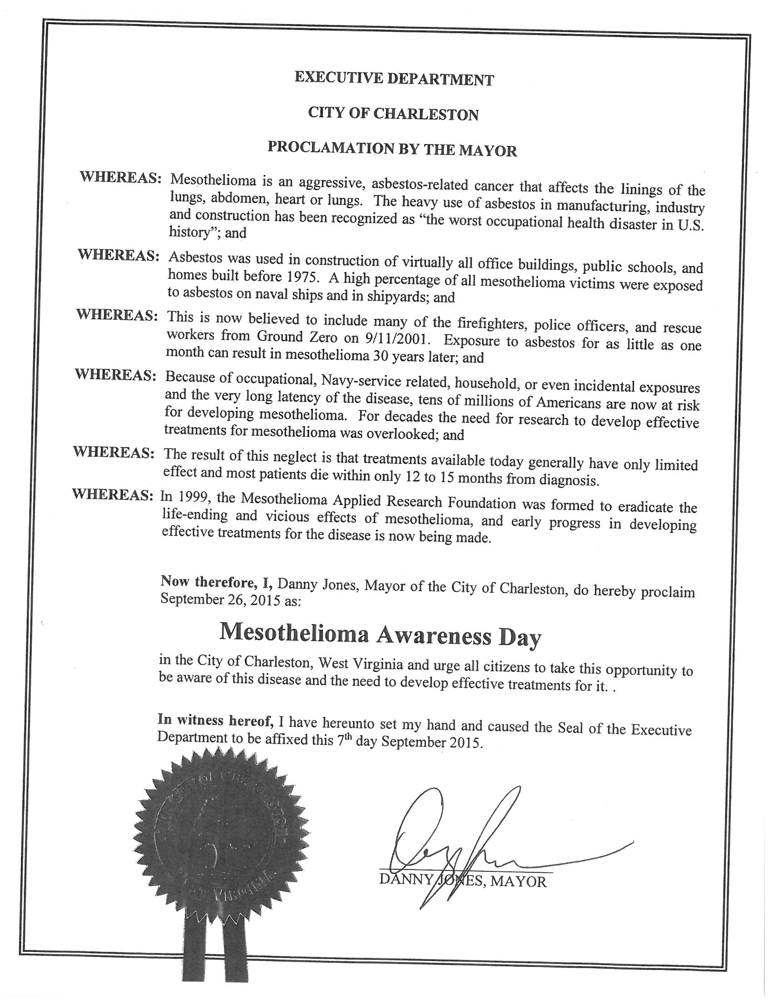 EXECUTIVE DEPARTMENT
CITY OF CHARLESTON
PROCLAMATION BY THE MAYOR
WHEREAS: Mesothelioma is an aggressive, asbestos-related cancer that affects the linings of the
lungs, abdomen, heart or lungs. The heavy use of asbestos in manufacturing, industry
and construction has been recognized as “the worst occupational health disaster in U.S.
history”; and
WHEREAS: Asbestos was used in construction of virtually all office buildings, public schools, and
homes built before 1975. A high percentage of all mesothelioma victims were exposed
to asbestos on naval ships and in shipyards; and
WHEREAS: This is now believed to include many of the firefighters, police officers, and rescue
workers from Ground Zero on 9/11/2001. Exposure to asbestos for as little as one
month can result in mesothelioma 30 years later; and
WHEREAS: Because of occupational, Navy-service related, household, or even incidental exposures
and the very long latency of the disease, tens of millions of Americans are now at risk
for developing mesothelioma. For decades the need for research to develop effective
treatments for mesothelioma was overlooked; and
WHEREAS: The result of this neglect is that treatments available today generally have only limited
effect and most patients die within only 12 to 15 months from diagnosis.
WHEREAS: In 1999, the Mesothelioma Applied Research Foundation was formed to eradicate the
life-ending and vicious effects of mesothelioma, and early progress in developing
effective treatments for the disease is now being made.
Now therefore, I, Danny Jones, Mayor of the City of Charleston, do hereby proclaim
September 26, 2015 as:
Mesothelioma Awareness Day
in the City of Charleston, West Virginia and urge all citizens to take this opportunity to
be aware of this disease and the need to develop effective treatments for it. .
In witness hereof, I have hereunto set my hand and caused the Seal of the Executive
Department to be affixed this 7th day September 2015.
CITY OF CHARLESTON
VIRGINIA
DANNY JONES, MAYOR